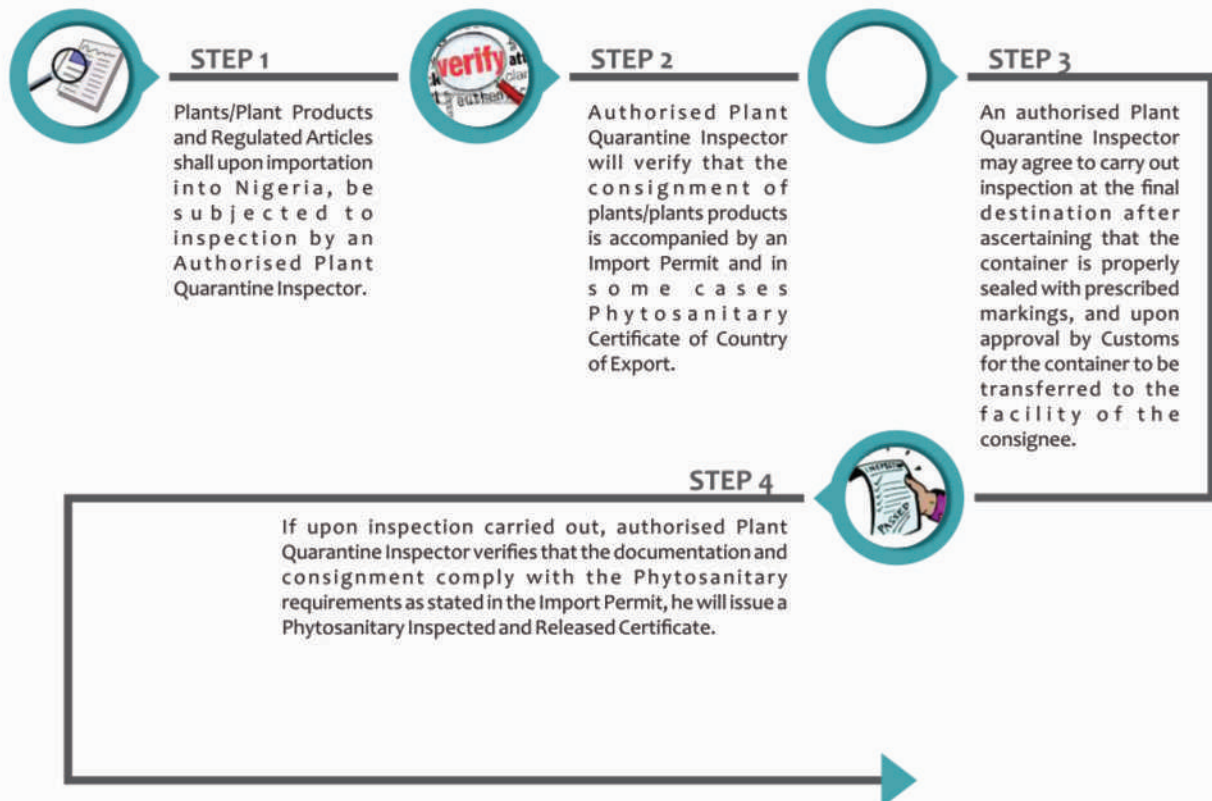 STEP 1
Plants/Plant Products
and Regulated Articles
shall upon importation
into Nigeria, be
subjected to
inspection by an
Authorised Plant
Quarantine Inspector.
verify
STEP 2
Authorised Plant
Quarantine Inspector
will verify that the
consignment of
plants/plants products
is accompanied by an
Import Permit and in
some cases
Phytosanitary
Certificate of Country
of Export.
STEP 3
An authorised Plant
Quarantine Inspector
may agree to carry out
inspection at the final
destination after
ascertaining that the
container is properly
sealed with prescribed
markings, and upon
approval by Customs
for the container to be
transferred to the
facility of the
consignee.
STEP 4
PASSED
If upon inspection carried out, authorised Plant
Quarantine Inspector verifies that the documentation and
consignment comply with the Phytosanitary
requirements as stated in the Import Permit, he will issue a
Phytosanitary Inspected and Released Certificate.